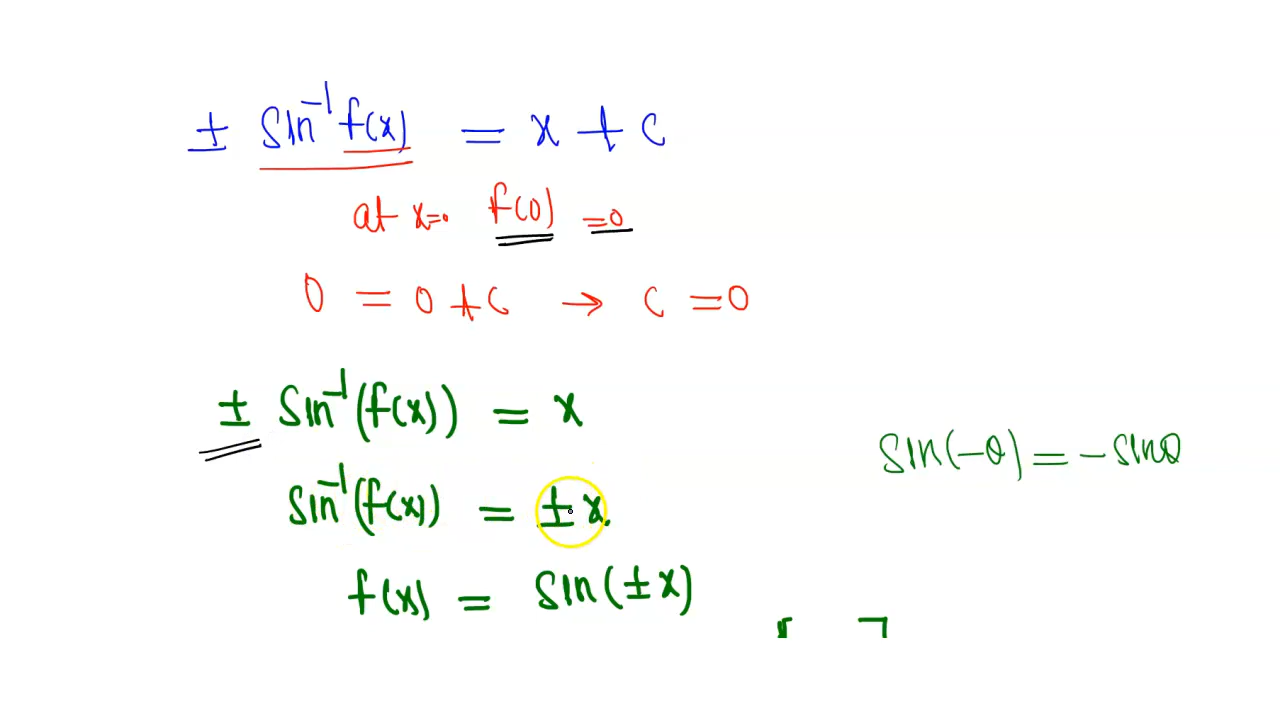 ± Sin⁻¹ f(x) = x + c
at x=0 f(0) =0
0 = 0 + c → c = 0
± Sin⁻¹(f(x)) = x
Sin(-θ) = - Sinθ
Sin⁻¹(f(x)) = ± x.
f(x) = Sin(± x)